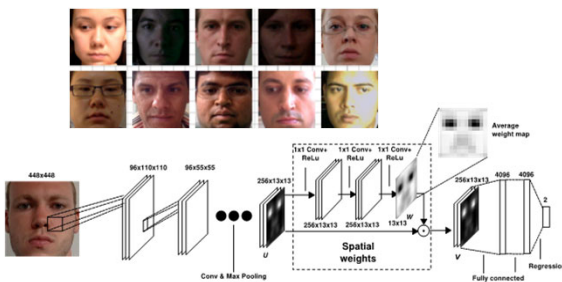 Average
weight map
1x1 Conv+
ReLu
1x1 Conv+
ReLu
1x1 Conv+
ReLu
448x448
96x110x110
96x55x55
256x13x13
256x13x13
256x13x13
13x13
W
U
Spatial
weights
Conv & Max Pooling
256x13x13
4096
4096
2
V
Fully connected
Regression